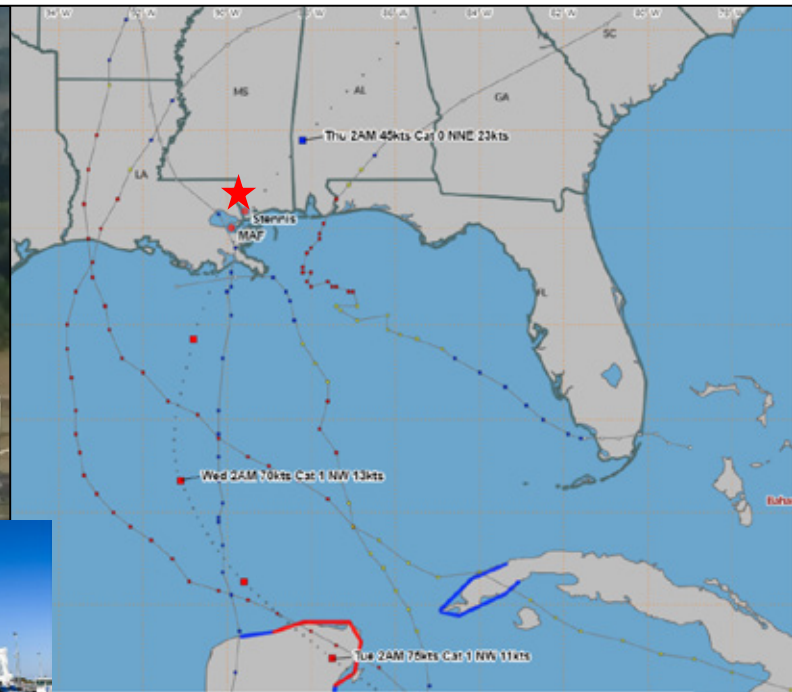 MS
AL
GA
SC
LA
FL
Thu 2AM 45kts Cat 0 NNE 23kts
Stennis
MAF
Wed 2AM 70kts Cat 1 NW 13kts
Tue 2AM 75kts Cat 1 NW 11kts